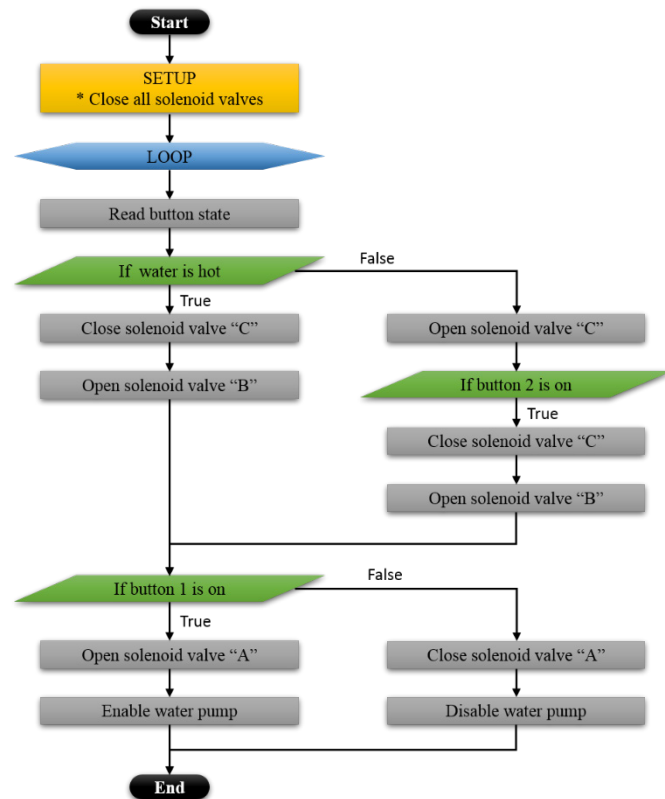 Start
SETUP
* Close all solenoid valves
LOOP
Read button state
If water is hot
False
True
Close solenoid valve “C”
Open solenoid valve “C”
Open solenoid valve “B”
If button 2 is on
True
Close solenoid valve “C”
Open solenoid valve “B”
If button 1 is on
False
True
Open solenoid valve “A”
Close solenoid valve “A”
Enable water pump
Disable water pump
End